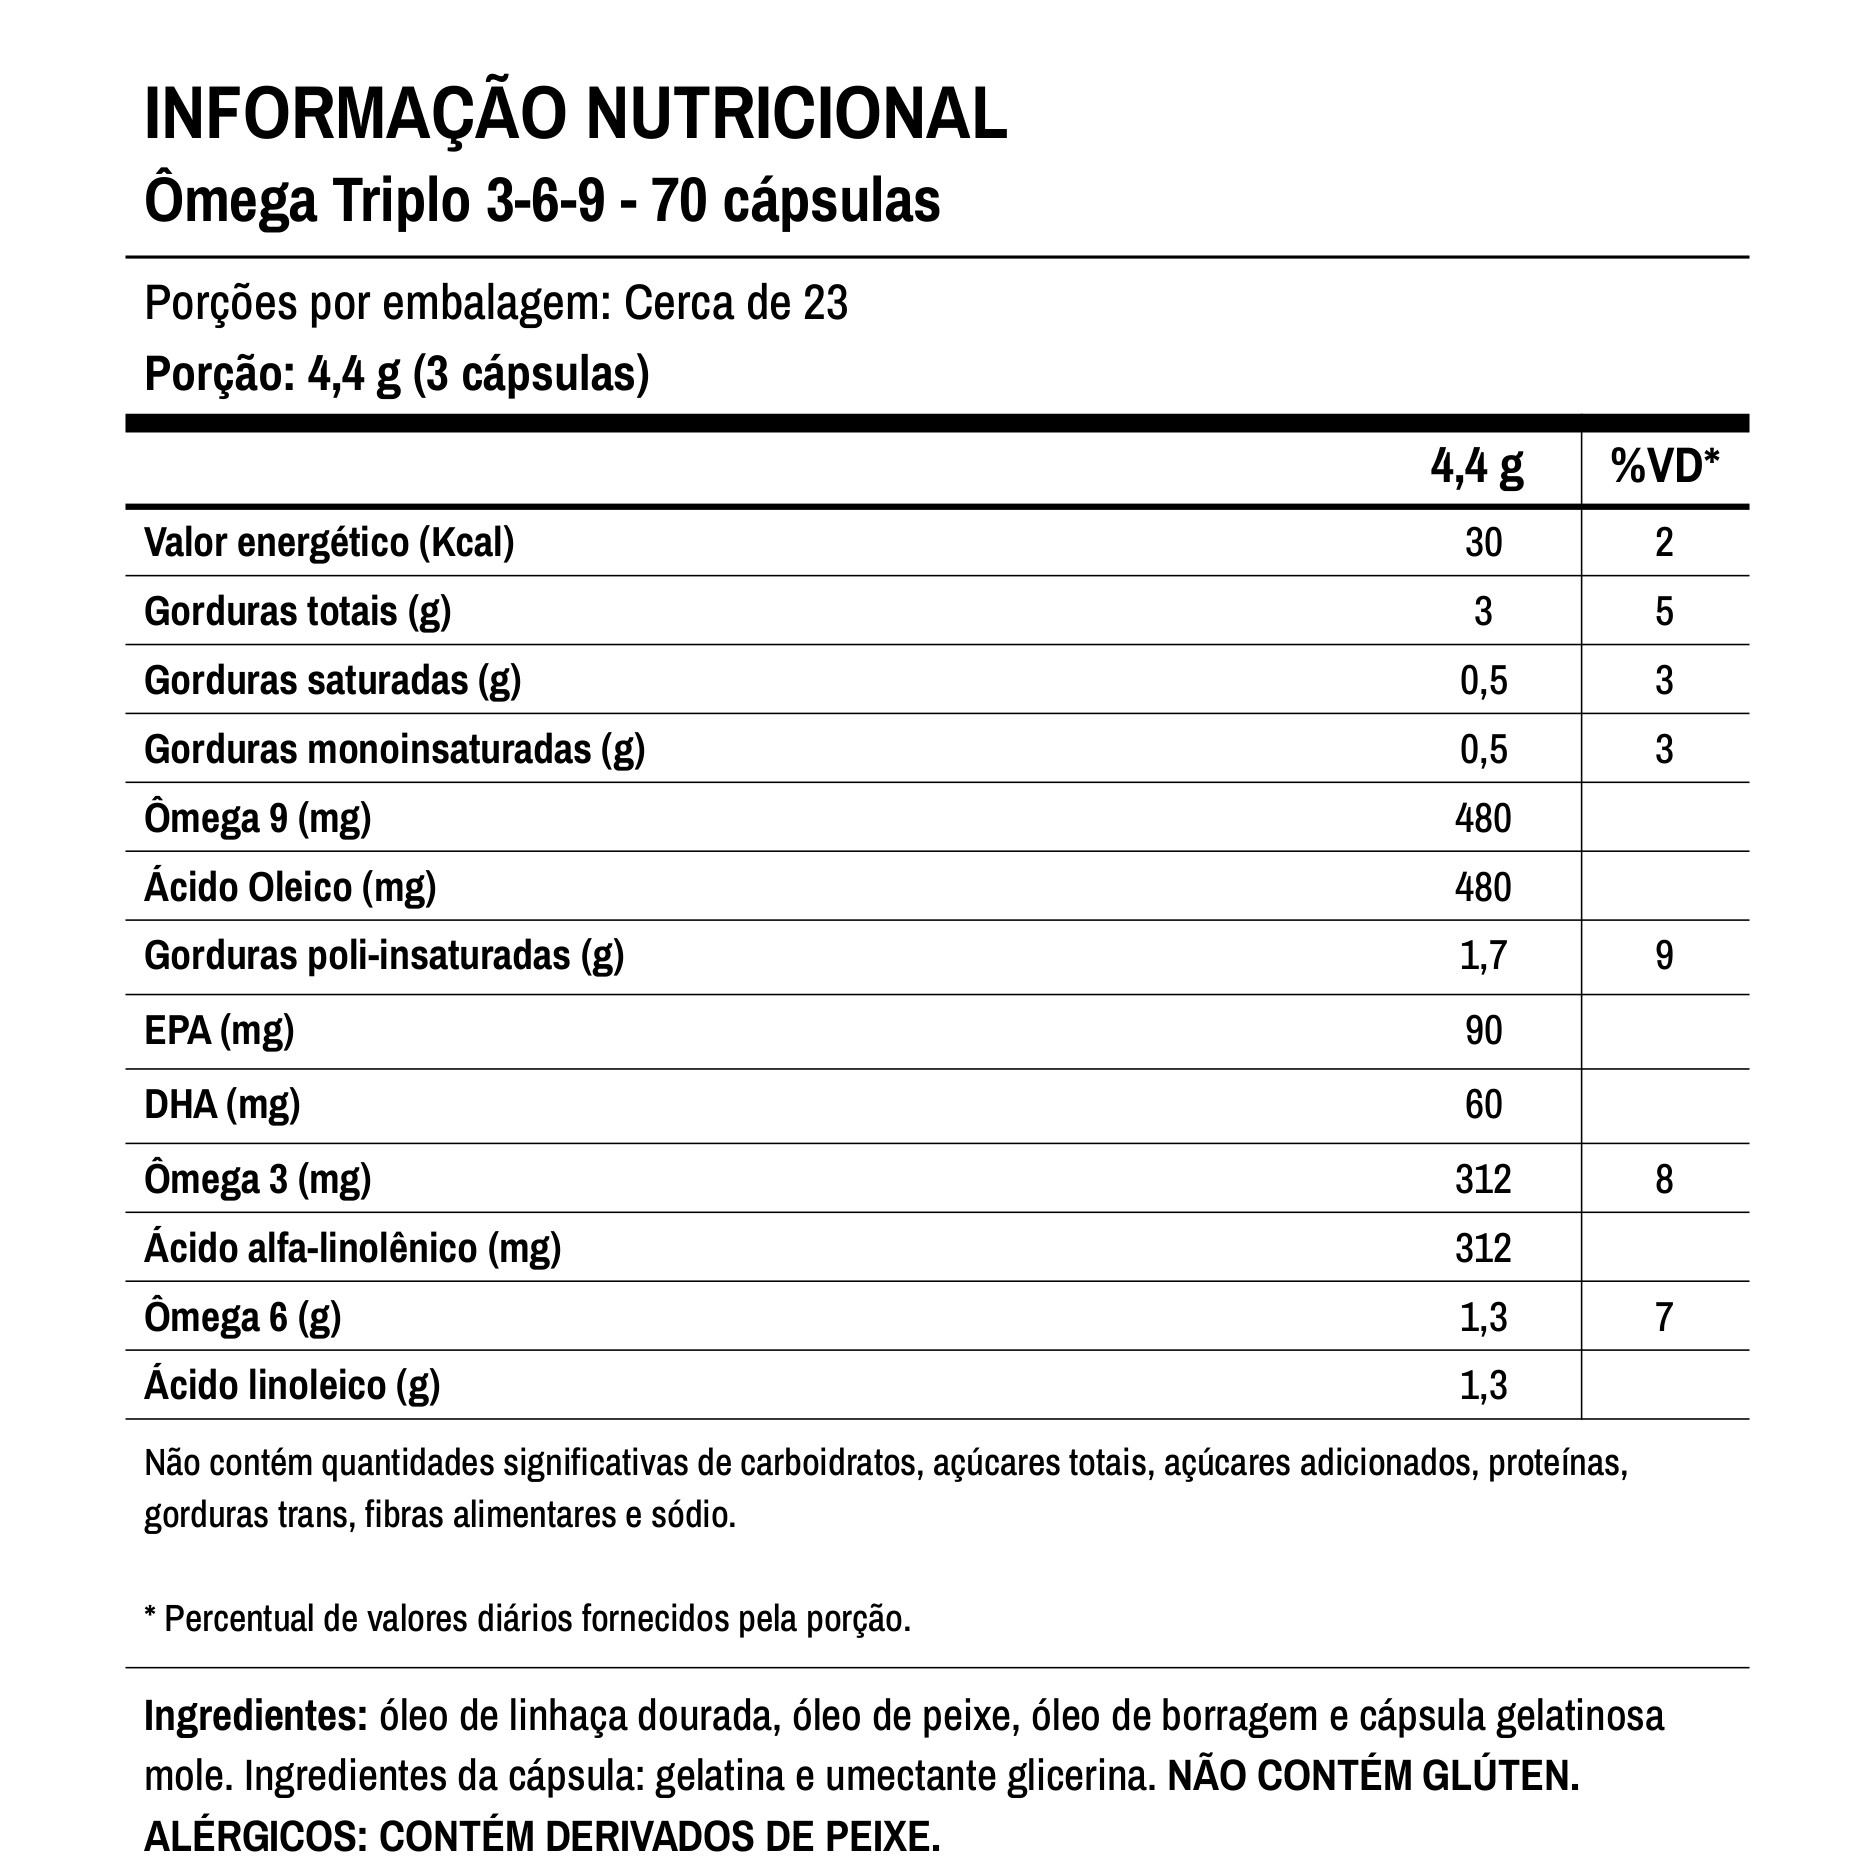 INFORMAÇÃO NUTRICIONAL
Ômega Triplo 3-6-9 - 70 cápsulas
Porções por embalagem: Cerca de 23
Porção: 4,4 g (3 cápsulas)
4,4 g %VD*
Valor energético (Kcal) 30 2
Gorduras totais (g) 3 5
Gorduras saturadas (g) 0,5 3
Gorduras monoinsaturadas (g) 0,5 3
Ômega 9 (mg) 480
Ácido Oleico (mg) 480
Gorduras poli-insaturadas (g) 1,7 9
EPA (mg) 90
DHA (mg) 60
Ômega 3 (mg) 312 8
Ácido alfa-linolênico (mg) 312
Ômega 6 (g) 1,3 7
Ácido linoleico (g) 1,3
Não contém quantidades significativas de carboidratos, açúcares totais, açúcares adicionados, proteínas,
gorduras trans, fibras alimentares e sódio.
* Percentual de valores diários fornecidos pela porção.
Ingredientes: óleo de linhaça dourada, óleo de peixe, óleo de borragem e cápsula gelatinosa
mole. Ingredientes da cápsula: gelatina e umectante glicerina. NÃO CONTÉM GLÚTEN.
ALÉRGICOS: CONTÉM DERIVADOS DE PEIXE.